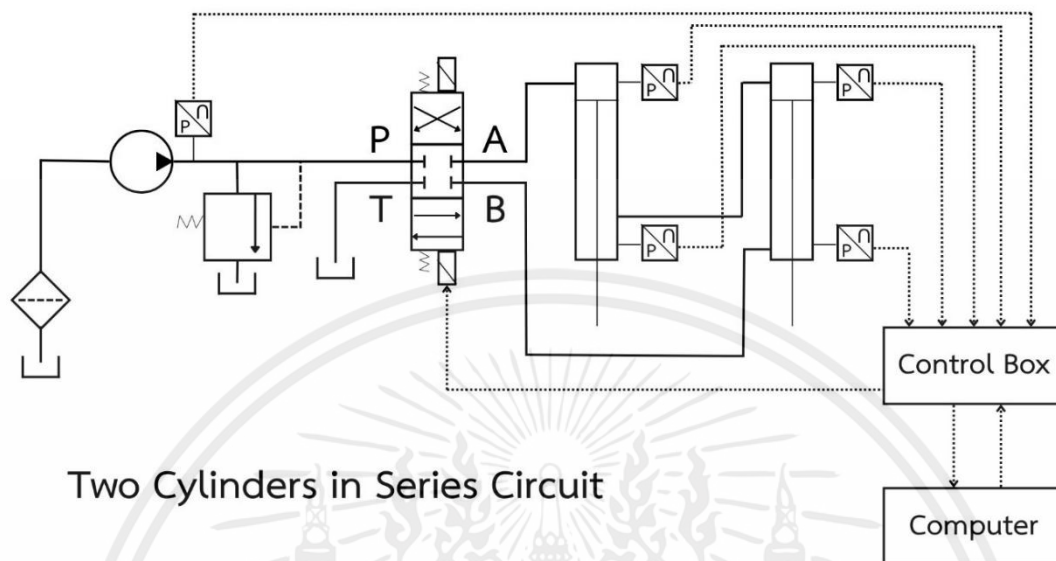 P
U
P
A
T
B
P
U
P
U
P
U
P
U
Control Box
Two Cylinders in Series Circuit
Computer